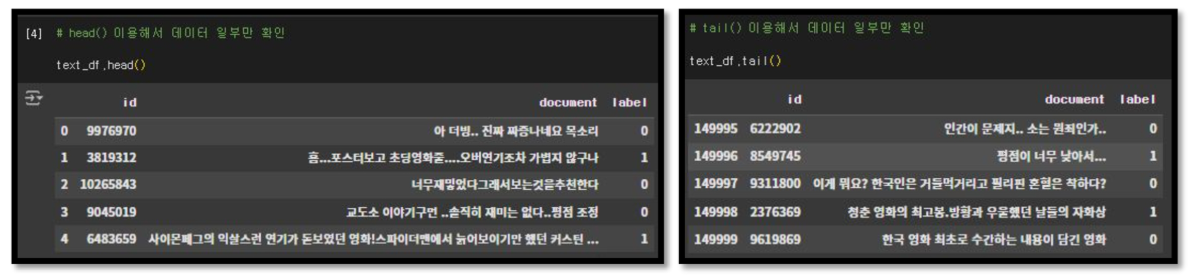 [4] # head() 이용해서 데이터 일부만 확인
text_df.head()
id document label
0 9976970 아 더빙.. 진짜 짜증나네요 목소리 0
1 3819312 흠...포스터보고 초딩영화줄....오버연기조차 가볍지 않구나 1
2 10265843 너무재밓었다그래서보는것을추천한다 0
3 9045019 교도소 이야기구먼 ..솔직히 재미는 없다..평점 조정 0
4 6483659 사이몬페그의 익살스런 연기가 돋보였던 영화!스파이더맨에서 늙어보이기만 했던 커스틴 ... 1
# tail() 이용해서 데이터 일부만 확인
text_df.tail()
id document label
149995 6222902 인간이 문제지.. 소는 뭔죄인가.. 0
149996 8549745 평점이 너무 낮아서... 1
149997 9311800 이게 뭐요? 한국인은 거들먹거리고 필리핀 혼혈은 착하다? 0
149998 2376369 청춘 영화의 최고봉.방황과 우울했던 날들의 자화상 1
149999 9619869 한국 영화 최초로 수간하는 내용이 담긴 영화 0